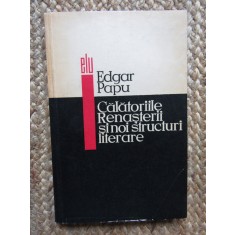 elu
Edgar
Papu
Călătoriile
Renașterii
și noi structuri
literare